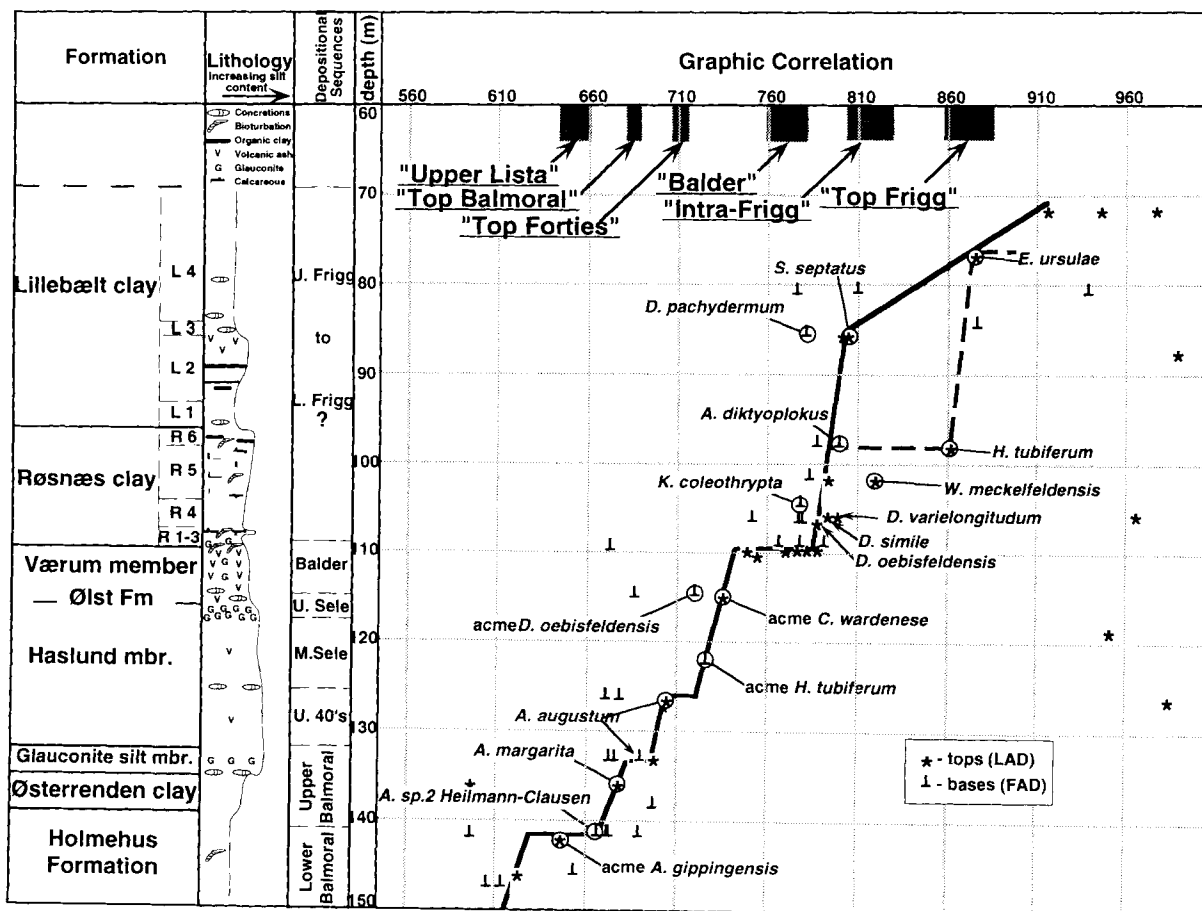 Formation
Lithology
Increasing silt
content
Depositional
Sequences
depth (m)
Graphic Correlation
560
610
660
710
760
810
860
910
960
60
70
80
90
100
110
120
130
140
150
Concretions
Bioturbation
Organic clay
V Volcanic ash
G Glauconite
Calcareous
"Upper Lista"
"Top Balmoral"
"Top Forties"
"Balder"
"Intra-Frigg"
"Top Frigg"
Lillebælt clay
L 4
L 3
L 2
L 1
U. Frigg
to
L. Frigg
?
Røsnæs clay
R 6
R 5
R 4
R 1-3
Værum member
Ølst Fm
Haslund mbr.
Glauconite silt mbr.
Østerrenden clay
Holmehus
Formation
Balder
U. Sele
M.Sele
U. 40's
Upper
Balmoral
Lower
Balmoral
S. septatus
E. ursulae
D. pachydermum
A. diktyoplokus
H. tubiferum
W. meckelfeldensis
K. coleothrypta
D. varielongitudum
D. simile
D. oebisfeldensis
acme D. oebisfeldensis
acme C. wardenese
acme H. tubiferum
A. augustum
A. margarita
A. sp.2 Heilmann-Clausen
acme A. gippingensis
★ - tops (LAD)
⊥ - bases (FAD)